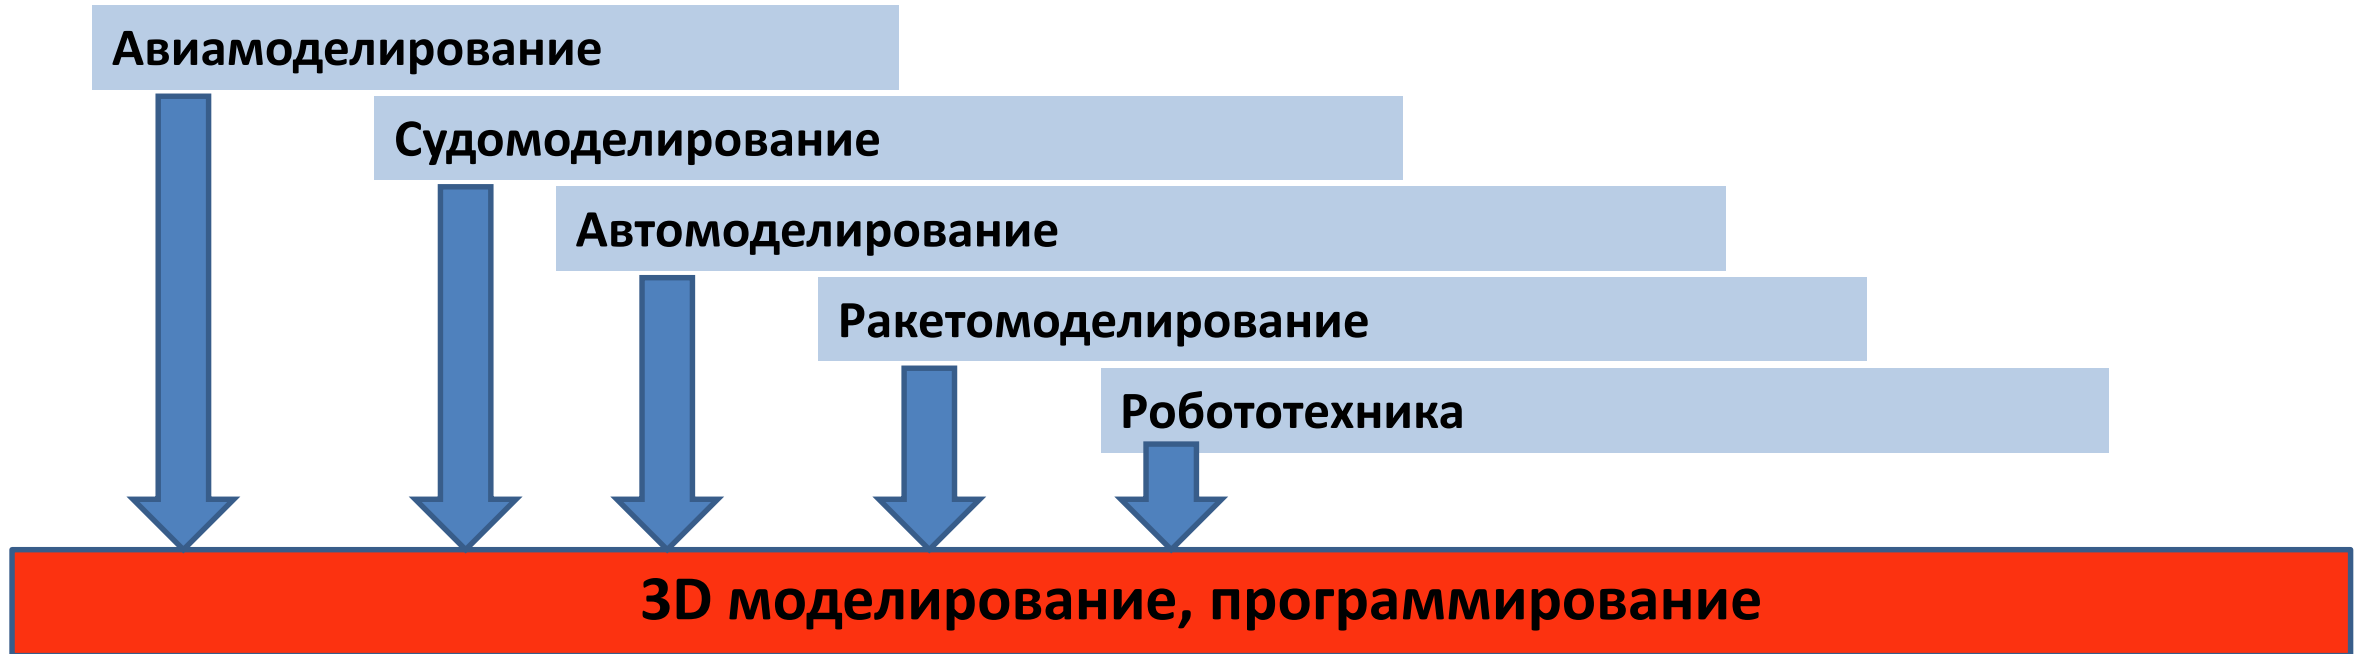 Авиамоделирование
Судомоделирование
Автомоделирование
Ракетомоделирование
Робототехника
3D моделирование, программирование